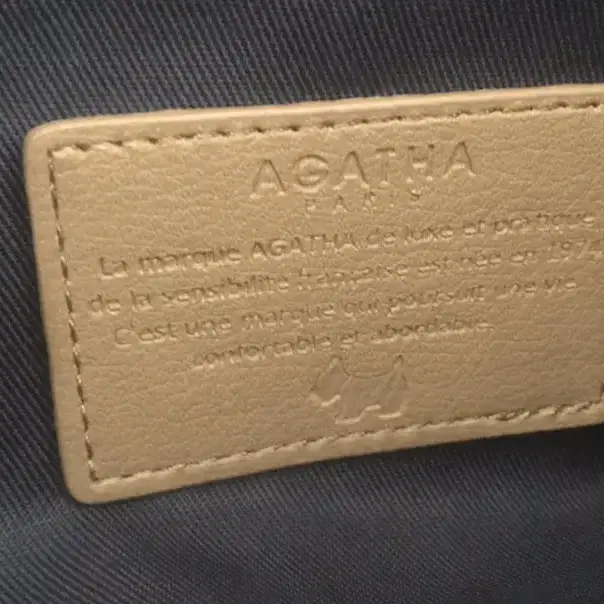 AGATHA
PARIS
La marque AGATHA de luxe et pratique
de la sensibilité française est née en 1974
C'est une marque qui poursuit une vie
confortable et abordable.